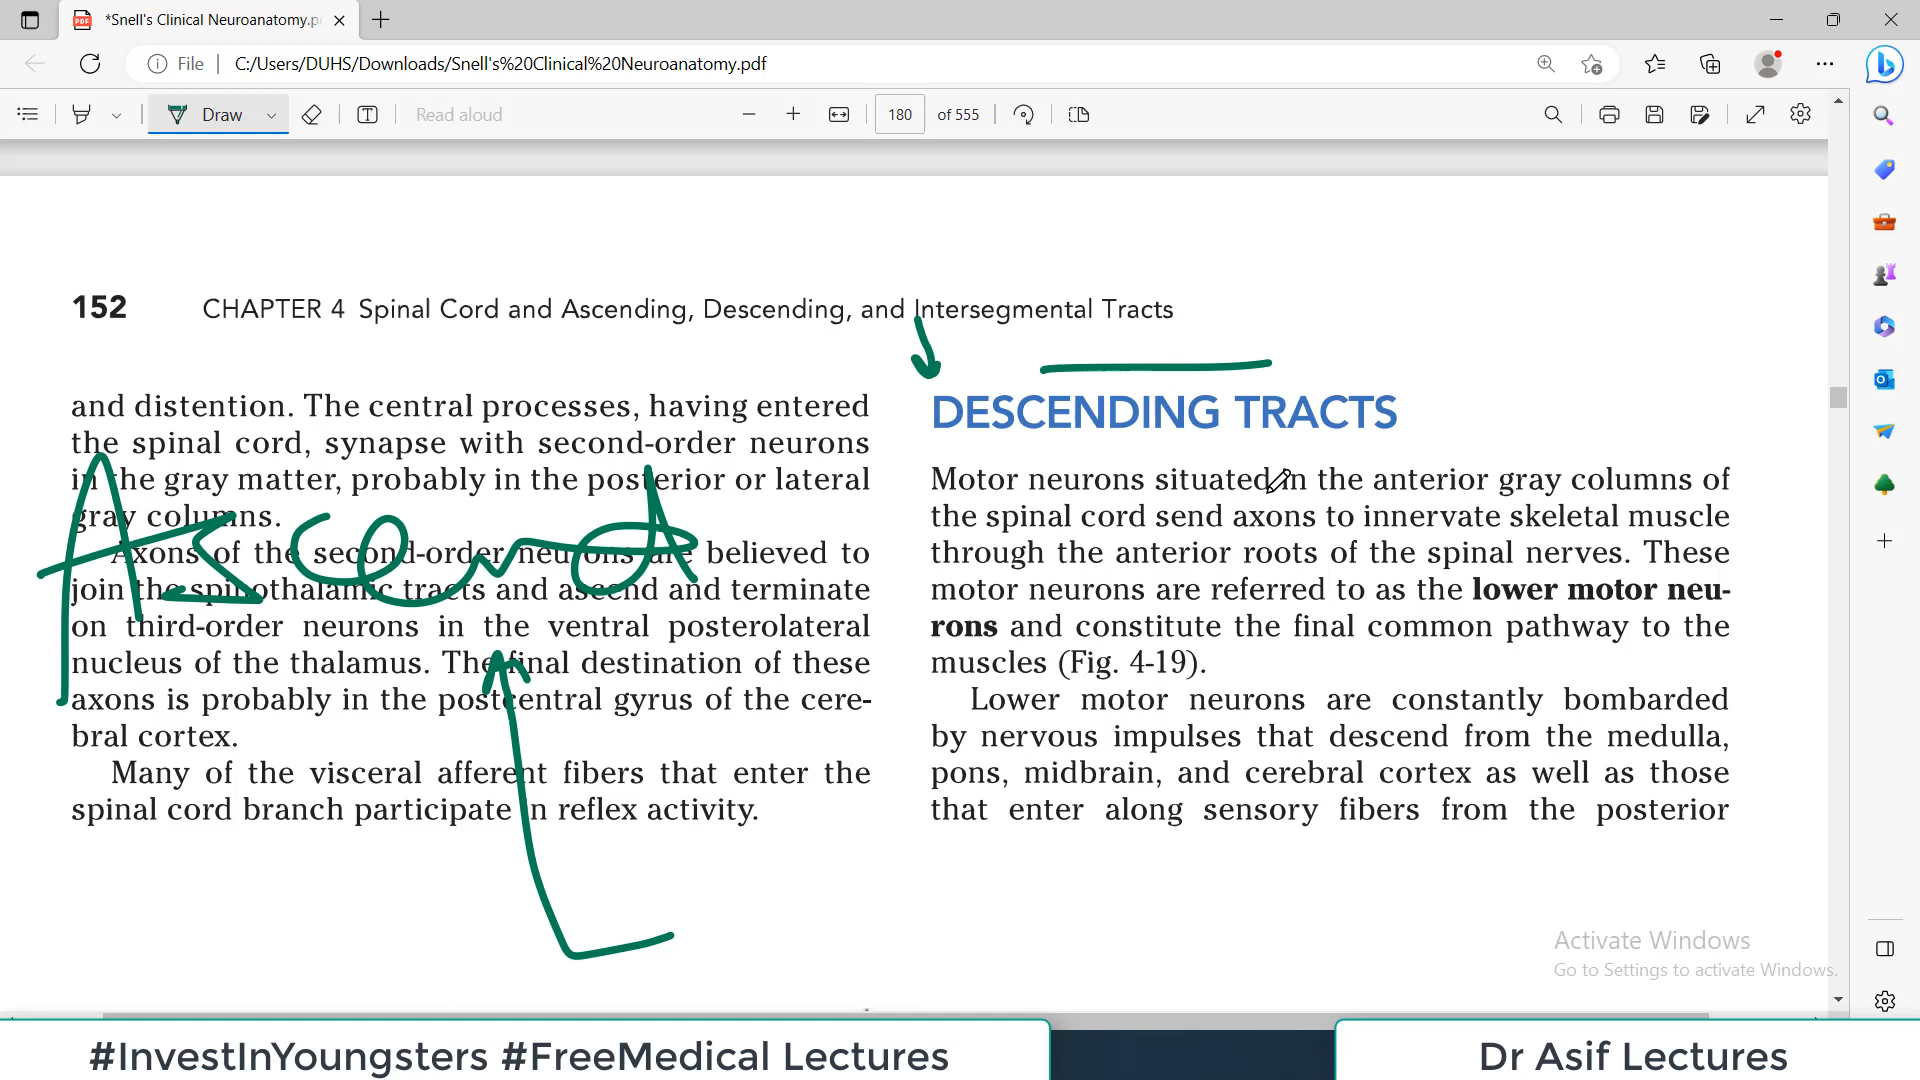 *Snell's Clinical Neuroanatomy.p
File
C:/Users/DUHS/Downloads/Snell's%20Clinical%20Neuroanatomy.pdf
Draw
Read aloud
180 of 555
152 CHAPTER 4 Spinal Cord and Ascending, Descending, and Intersegmental Tracts
and distention. The central processes, having entered
the spinal cord, synapse with second-order neurons
in the gray matter, probably in the posterior or lateral
gray columns.
Axons of the second-order neurons are believed to
join the spinothalamic tracts and ascend and terminate
on third-order neurons in the ventral posterolateral
nucleus of the thalamus. The final destination of these
axons is probably in the postcentral gyrus of the cere-
bral cortex.
Many of the visceral afferent fibers that enter the
spinal cord branch participate in reflex activity.
Ascend
DESCENDING TRACTS
Motor neurons situated in the anterior gray columns of
the spinal cord send axons to innervate skeletal muscle
through the anterior roots of the spinal nerves. These
motor neurons are referred to as the lower motor neu-
rons and constitute the final common pathway to the
muscles (Fig. 4-19).
Lower motor neurons are constantly bombarded
by nervous impulses that descend from the medulla,
pons, midbrain, and cerebral cortex as well as those
that enter along sensory fibers from the posterior
Activate Windows
Go to Settings to activate Windows.
#InvestInYoungsters #FreeMedical Lectures
Dr Asif Lectures